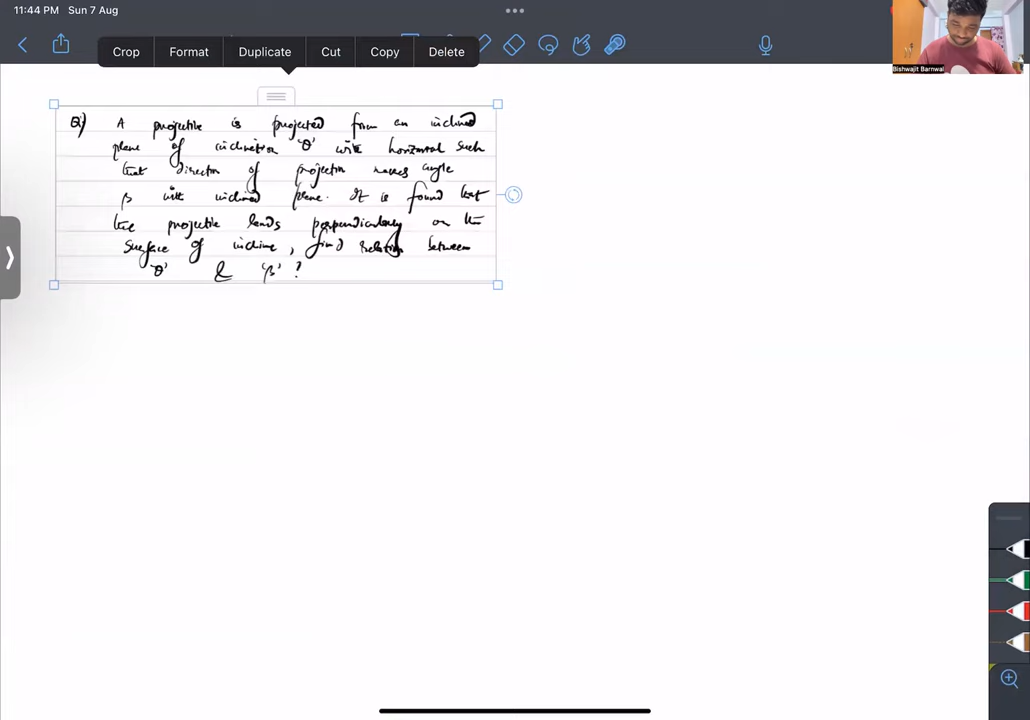 11:44 PM Sun 7 Aug
Crop Format Duplicate Cut Copy Delete
Bishwajit Barnwal
Q) A projectile is projected from an inclined
plane of inclination 'θ' with horizontal such
that direction of projection makes angle
β with inclined plane. It is found that
the projectile lands perpendicularly on the
surface of incline, find relation between
'θ' & 'β' ?